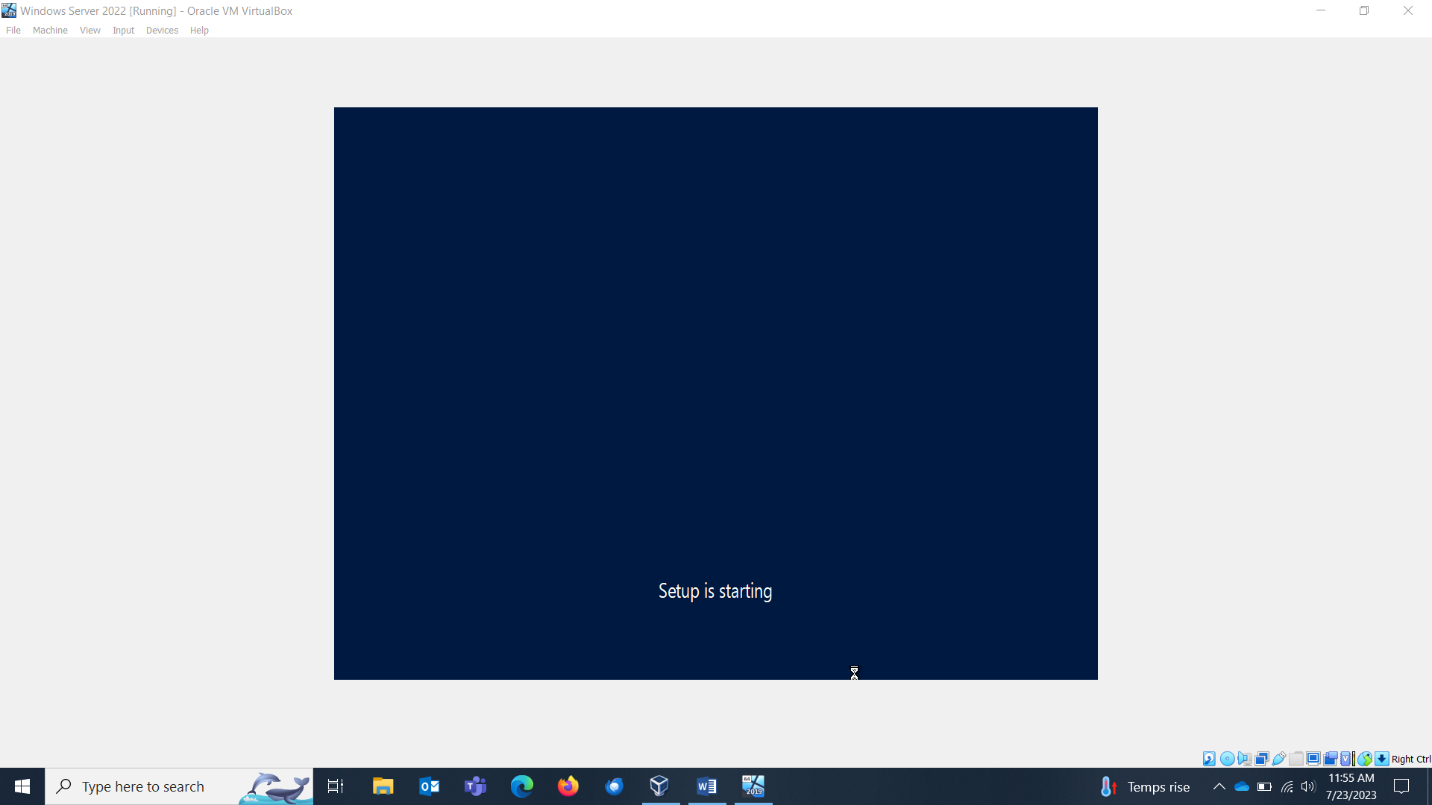 Windows Server 2022 [Running] - Oracle VM VirtualBox
File Machine View Input Devices Help
Setup is starting
Right Ctrl
Type here to search
Temps rise
11:55 AM
7/23/2023